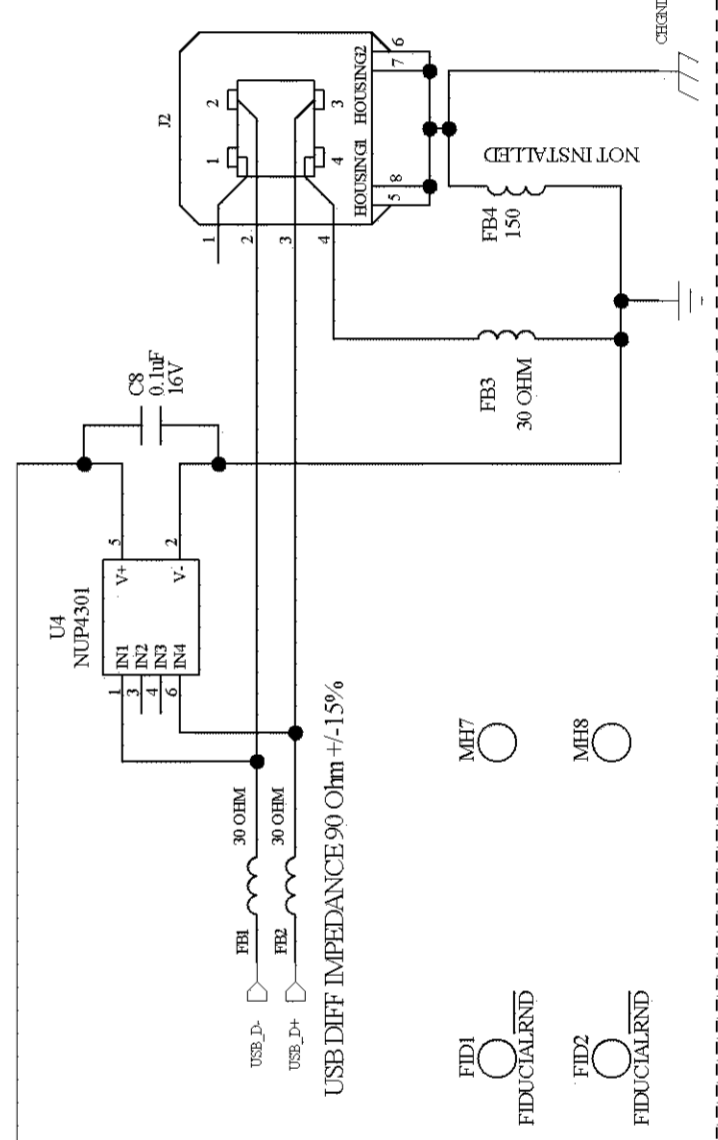 J2
1
2
4
3
HOUSING1
HOUSING2
5
8
7
6
1
2
3
4
CHGND
NOT INSTALLED
FB4
150
FB3
30 OHM
C8
0.1uF
16V
U4
NUP4301
1
3
4
6
IN1
IN2
IN3
IN4
V+
V-
5
2
FB1
30 OHM
FB2
30 OHM
USB_D-
USB_D+
USB DIFF IMPEDANCE 90 Ohm +/-15%
MH7
MH8
FID1
FIDUCIALRND
FID2
FIDUCIALRND